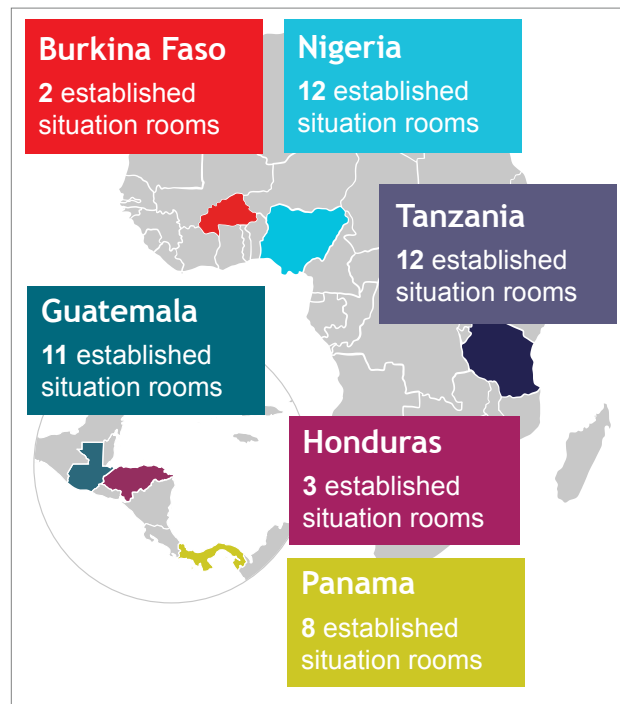 Burkina Faso
2 established
situation rooms
Nigeria
12 established
situation rooms
Tanzania
12 established
situation rooms
Guatemala
11 established
situation rooms
Honduras
3 established
situation rooms
Panama
8 established
situation rooms